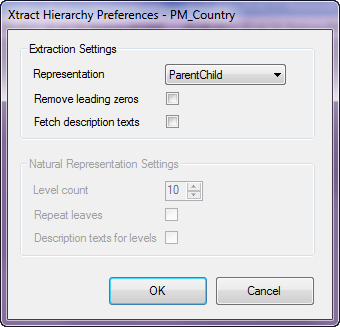 Xtract Hierarchy Preferences - PM_Country
Extraction Settings
Representation ParentChild
Remove leading zeros
Fetch description texts
Natural Representation Settings
Level count 10
Repeat leaves
Description texts for levels
OK Cancel